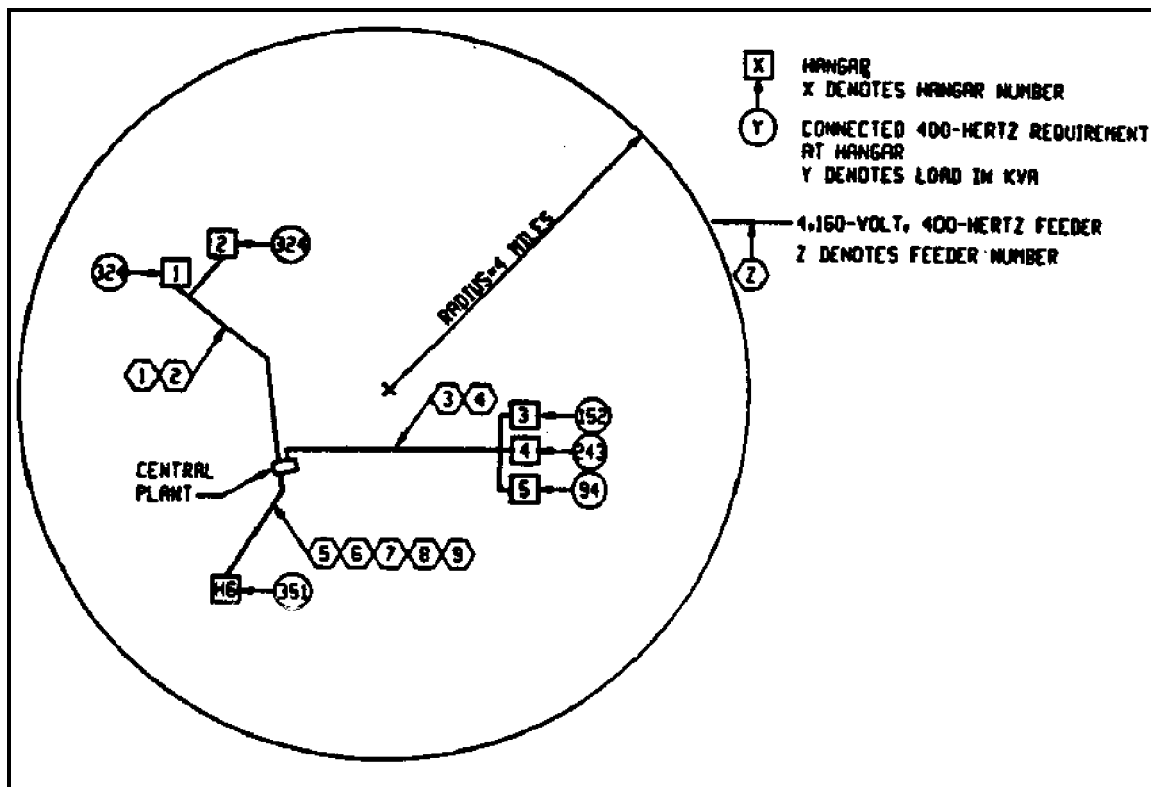 X
HANGAR
X DENOTES HANGAR NUMBER
Y
CONNECTED 400-HERTZ REQUIREMENT
AT HANGAR
Y DENOTES LOAD IN KVA
4,160-VOLT, 400-HERTZ FEEDER
Z DENOTES FEEDER NUMBER
Z
RADIUS=4 MILES
2
324
324
1
1 2
3 4
3
152
4
243
5
94
CENTRAL
PLANT
5 6 7 8 9
H6
351